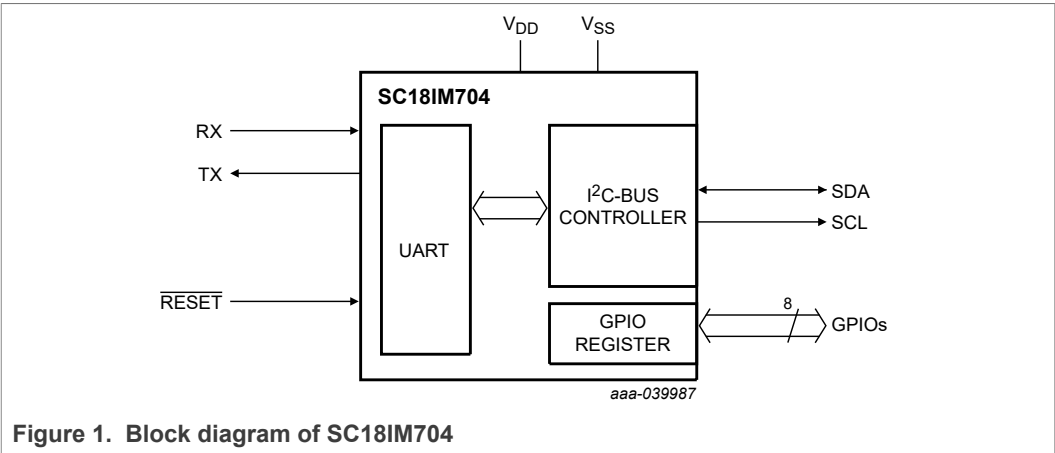 VDD VSS
SC18IM704
RX
TX
RESET
UART
I2C-BUS
CONTROLLER
SDA
SCL
GPIO
REGISTER
8
GPIOs
aaa-039987
Figure 1. Block diagram of SC18IM704